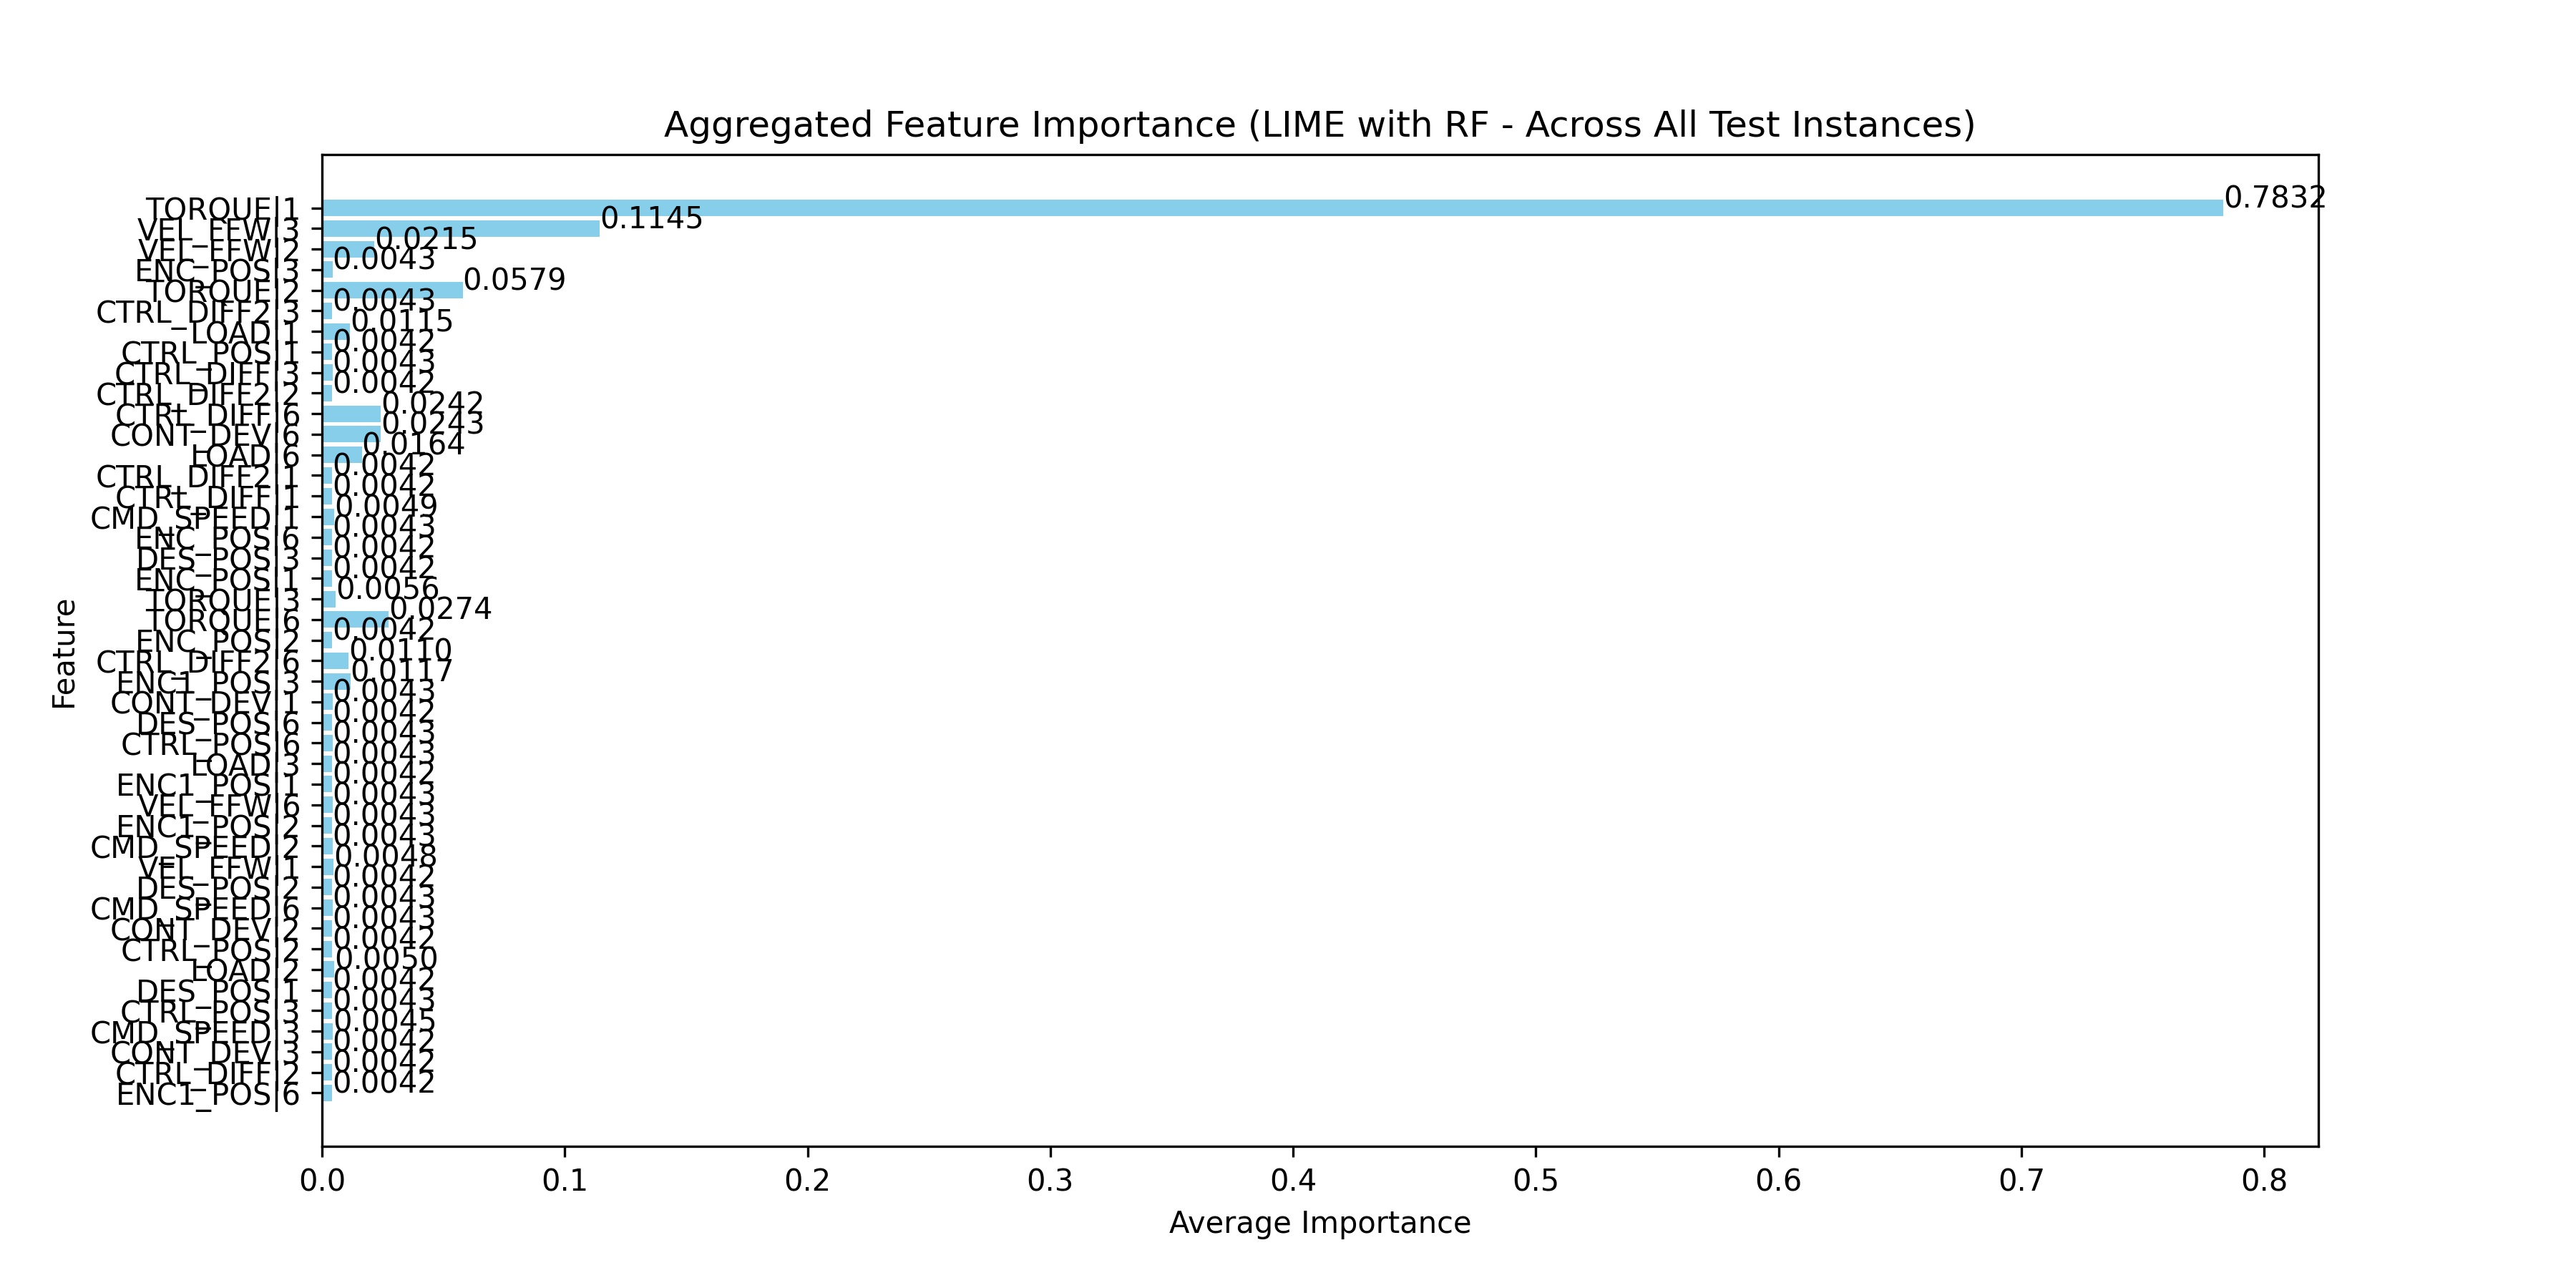 Aggregated Feature Importance (LIME with RF - Across All Test Instances)
TORQUE|1 0.7832
VEL_FFW|3 0.1145
VEL_FFW|2 0.0215
ENC_POS|3 0.0043
TORQUE|2 0.0579
CTRL_DIFF2|3 0.0043
LOAD|1 0.0115
CTRL_POS|1 0.0042
CTRL_DIFF|3 0.0043
CTRL_DIFF2|2 0.0042
CTRL_DIFF|6 0.0242
CONT_DEV|6 0.0243
LOAD|6 0.0164
CTRL_DIFF2|1 0.0042
CTRL_DIFF|1 0.0042
CMD_SPEED|1 0.0049
ENC_POS|6 0.0043
DES_POS|3 0.0042
ENC_POS|1 0.0042
TORQUE|3 0.0056
TORQUE|6 0.0274
ENC_POS|2 0.0042
CTRL_DIFF2|6 0.0110
ENC1_POS|3 0.0117
CONT_DEV|1 0.0043
DES_POS|6 0.0042
CTRL_POS|6 0.0043
LOAD|3 0.0043
ENC1_POS|1 0.0042
VEL_FFW|6 0.0043
ENC1_POS|2 0.0043
CMD_SPEED|2 0.0043
VEL_FFW|1 0.0048
DES_POS|2 0.0042
CMD_SPEED|6 0.0043
CONT_DEV|2 0.0043
CTRL_POS|2 0.0042
LOAD|2 0.0050
DES_POS|1 0.0042
CTRL_POS|3 0.0043
CMD_SPEED|3 0.0045
CONT_DEV|3 0.0042
CTRL_DIFF|2 0.0042
ENC1_POS|6 0.0042
Feature
0.0 0.1 0.2 0.3 0.4 0.5 0.6 0.7 0.8
Average Importance